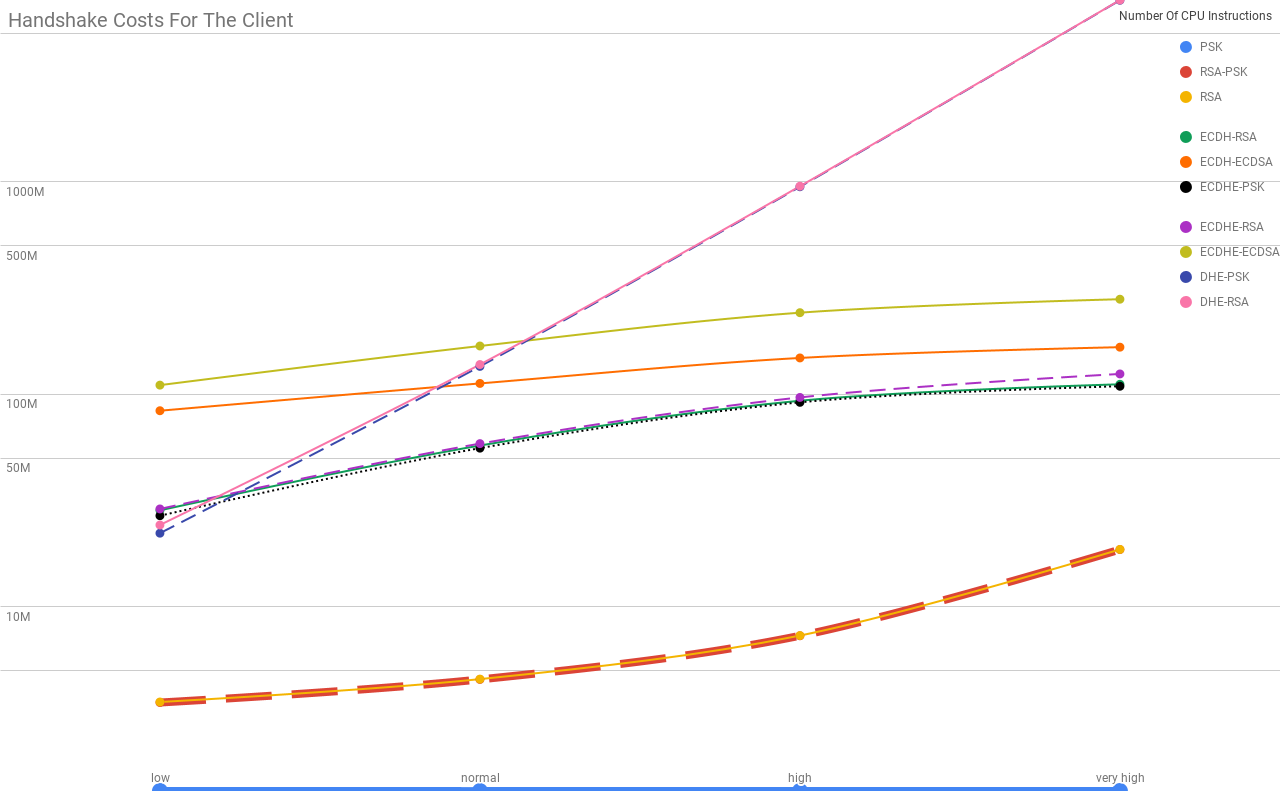 Handshake Costs For The Client
Number Of CPU Instructions
PSK
RSA-PSK
RSA
ECDH-RSA
ECDH-ECDSA
ECDHE-PSK
ECDHE-RSA
ECDHE-ECDSA
DHE-PSK
DHE-RSA
1000M
500M
100M
50M
10M
low
normal
high
very high